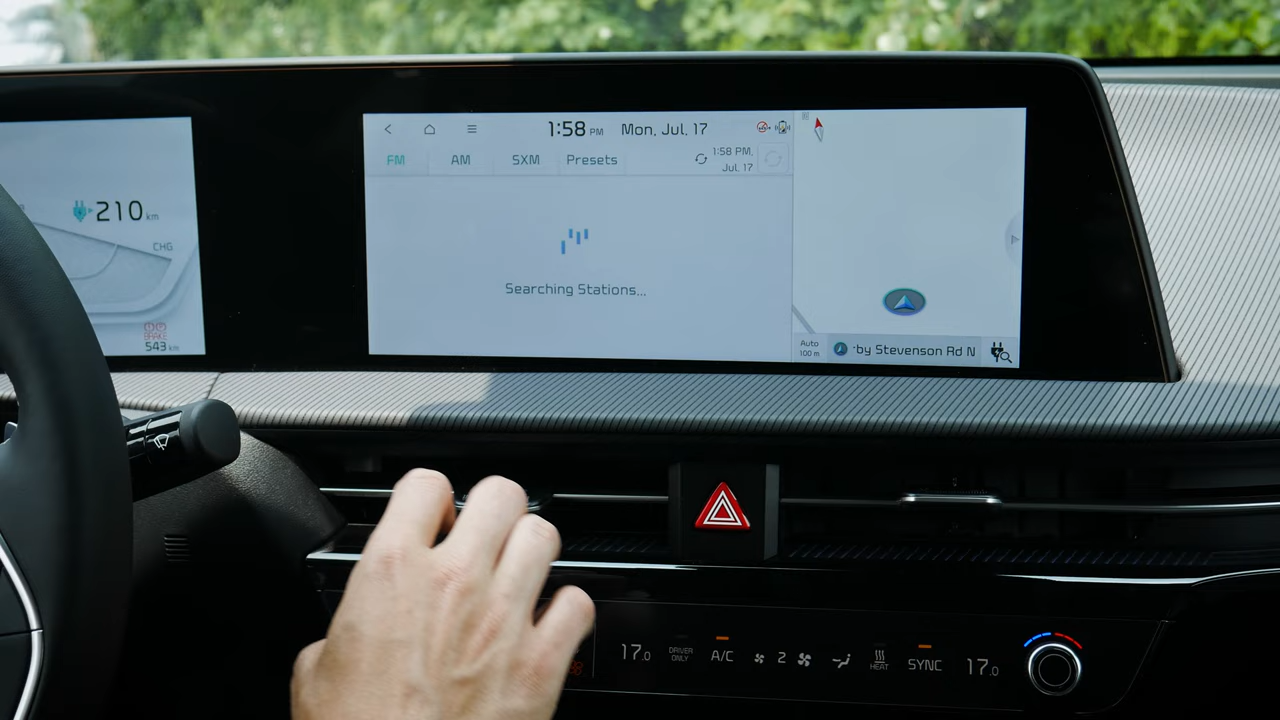 1:58 PM Mon, Jul. 17
FM AM SXM Presets
1:58 PM,
Jul. 17
Searching Stations...
210 km
CHG
BRAKE
543 km
Auto
100 m
by Stevenson Rd N
17.0 DRIVER
ONLY A/C 2 HEAT SYNC 17.0